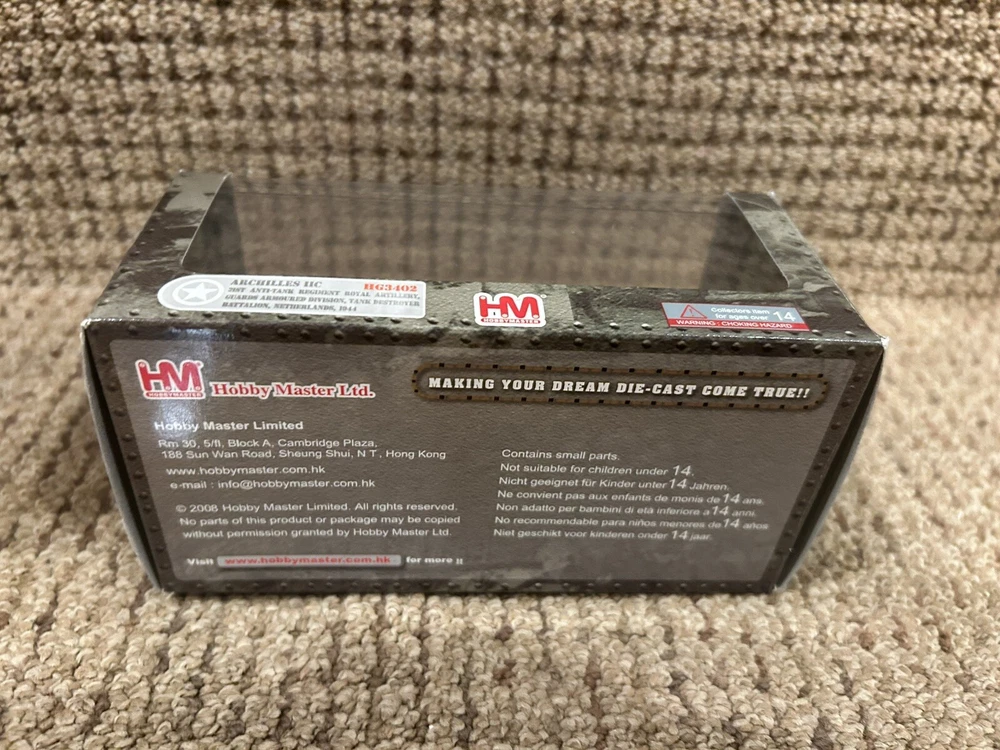 ARCHILLES IIC
HG3402
21ST ANTI-TANK REGIMENT ROYAL ARTILLERY,
GUARDS ARMOURED DIVISION, TANK DESTROYER
BATTALION, NETHERLANDS, 1944
HM
HOBBYMASTER
Collectors item
for ages over 14
WARNING : CHOKING HAZARD
HM
HOBBYMASTER
Hobby Master Ltd.
MAKING YOUR DREAM DIE-CAST COME TRUE!!
Hobby Master Limited
Rm 30, 5/fl, Block A, Cambridge Plaza,
188 Sun Wan Road, Sheung Shui, N T , Hong Kong
www.hobbymaster.com.hk
e-mail : info@hobbymaster.com.hk
© 2008 Hobby Master Limited. All rights reserved.
No parts of this product or package may be copied
without permission granted by Hobby Master Ltd.
Visit www.hobbymaster.com.hk for more !!
Contains small parts.
Not suitable for children under 14.
Nicht geeignet für Kinder unter 14 Jahren.
Ne convient pas aux enfants de monis de 14 ans.
Non adatto per bambini di età inferiore a 14 anni.
No recommendable para niños menores de 14 años
Niet geschikt voor kinderen onder 14 jaar.